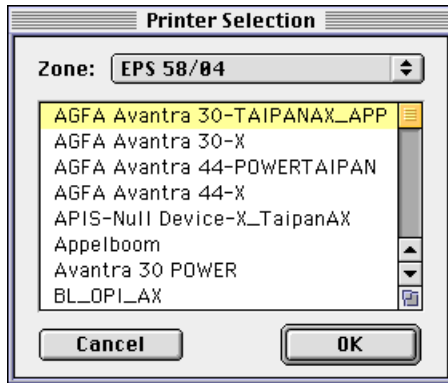 Printer Selection
Zone: EPS 58/04
AGFA Avantra 30-TAIPANAX_APP
AGFA Avantra 30-X
AGFA Avantra 44-POWERTAIPAN
AGFA Avantra 44-X
APIS-Null Device-X_TaipanAX
Appelboom
Avantra 30 POWER
BL_OPI_AX
Cancel OK